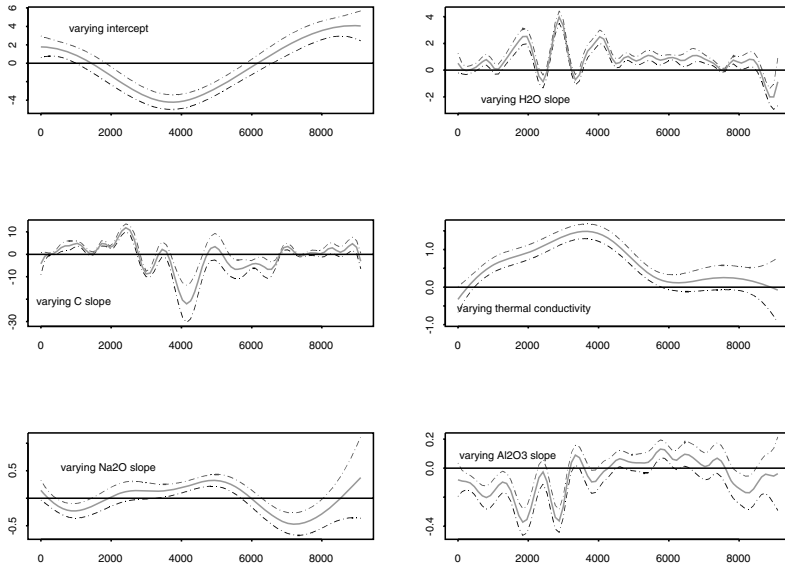 varying intercept
6
4
2
0
-4
0 2000 4000 6000 8000
varying H2O slope
4
2
0
-2
0 2000 4000 6000 8000
varying C slope
10
0
-10
-30
0 2000 4000 6000 8000
varying thermal conductivity
1.0
0.0
-1.0
0 2000 4000 6000 8000
varying Na2O slope
0.5
-0.5
0 2000 4000 6000 8000
varying Al2O3 slope
0.2
0.0
-0.4
0 2000 4000 6000 8000